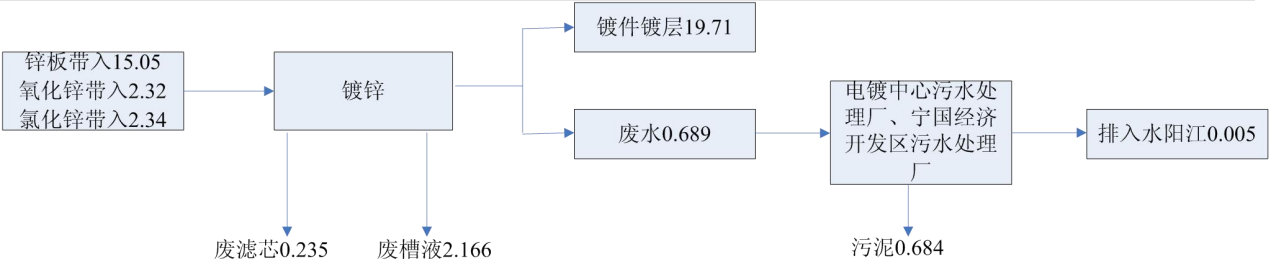 锌板带入15.05
氧化锌带入2.32
氯化锌带入2.34
镀锌
镀件镀层19.71
废水0.689
电镀中心污水处
理厂、宁国经济
开发区污水处理
厂
排入水阳江0.005
废滤芯0.235
废槽液2.166
污泥0.684